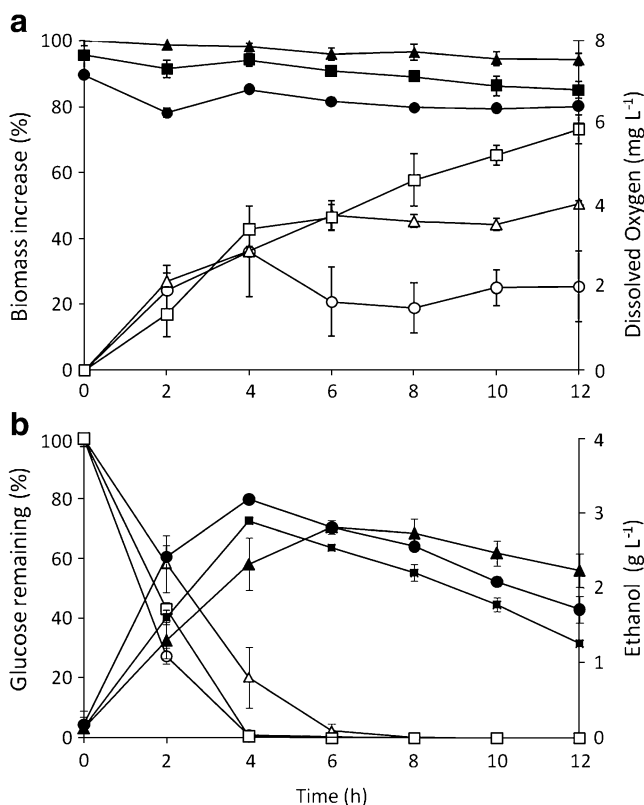 a
100
80
60
40
20
0
Biomass increase (%)
8
6
4
2
0
Dissolved Oxygen (mg L-1)
0 2 4 6 8 10 12
b
100
80
60
40
20
0
Glucose remaining (%)
4
3
2
1
0
Ethanol (g L-1)
0 2 4 6 8 10 12
Time (h)